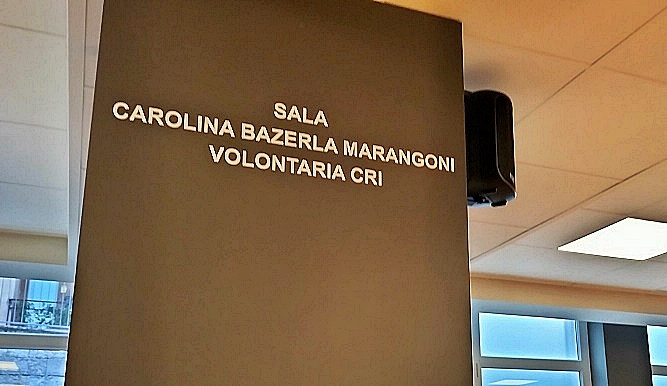 SALA
CAROLINA BAZERLA MARANGONI
VOLONTARIA CRI